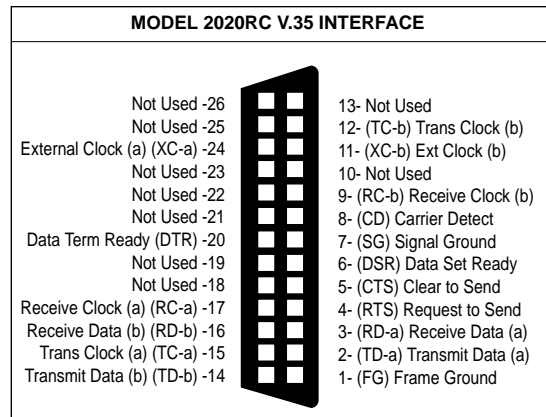 MODEL 2020RC V.35 INTERFACE
Not Used -26
Not Used -25
External Clock (a) (XC-a) -24
Not Used -23
Not Used -22
Not Used -21
Data Term Ready (DTR) -20
Not Used -19
Not Used -18
Receive Clock (a) (RC-a) -17
Receive Data (b) (RD-b) -16
Trans Clock (a) (TC-a) -15
Transmit Data (b) (TD-b) -14
13- Not Used
12- (TC-b) Trans Clock (b)
11- (XC-b) Ext Clock (b)
10- Not Used
9- (RC-b) Receive Clock (b)
8- (CD) Carrier Detect
7- (SG) Signal Ground
6- (DSR) Data Set Ready
5- (CTS) Clear to Send
4- (RTS) Request to Send
3- (RD-a) Receive Data (a)
2- (TD-a) Transmit Data (a)
1- (FG) Frame Ground